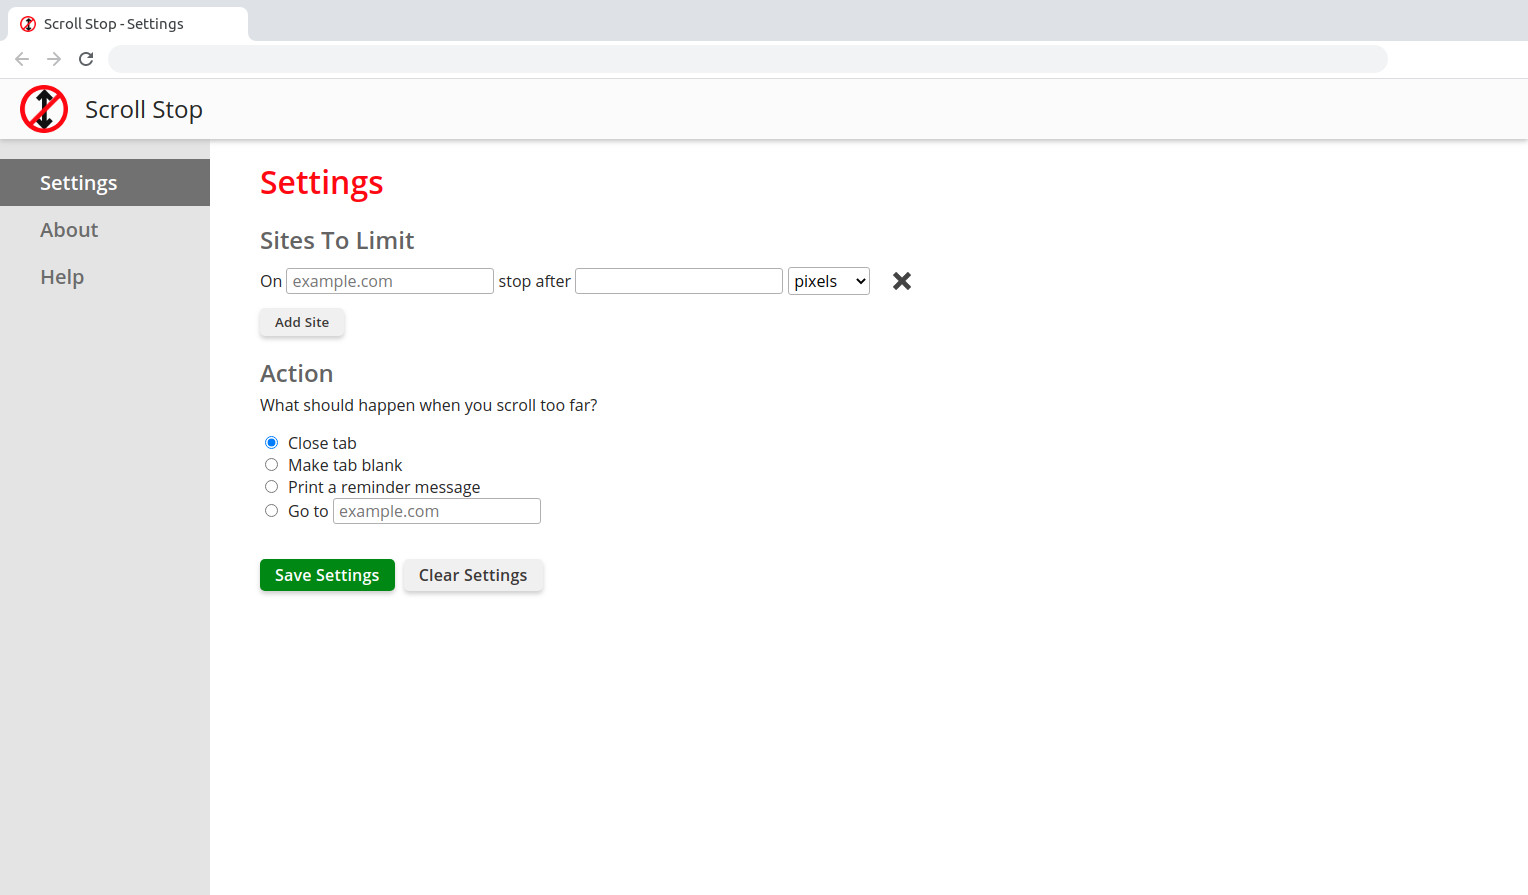 Scroll Stop - Settings
Scroll Stop
Settings
About
Help
Settings
Sites To Limit
On example.com stop after pixels
Add Site
Action
What should happen when you scroll too far?
Close tab
Make tab blank
Print a reminder message
Go to example.com
Save Settings Clear Settings